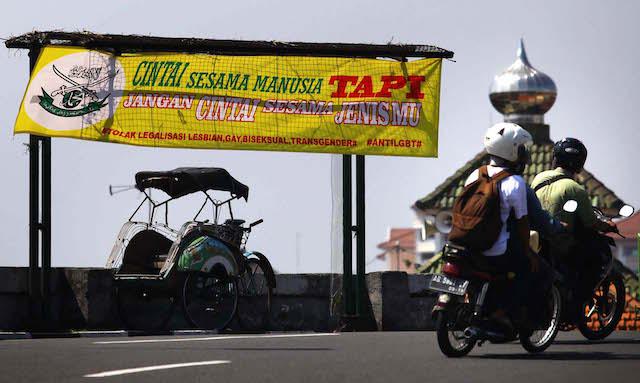 CINTAI SESAMA MANUSIA TAPI
JANGAN CINTAI SESAMA JENISMU
#TOLAK LEGALISASI LESBIAN,GAY,BISEKSUAL,TRANSGENDER# #ANTILGBT#